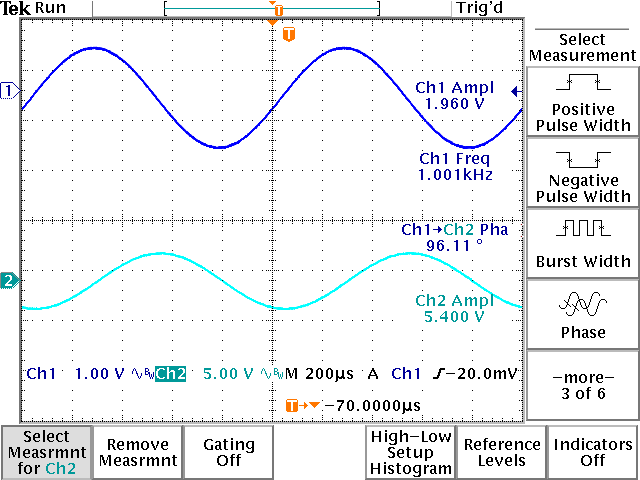 Tek Run Trig'd
T
T
Select
Measurement
1
Ch1 Ampl
1.960 V
Positive
Pulse Width
Ch1 Freq
1.001kHz
Negative
Pulse Width
Ch1→Ch2 Pha
96.11 °
Burst Width
2
Ch2 Ampl
5.400 V
Phase
Ch1 1.00 V ∿BW Ch2 5.00 V ∿BW M 200µs A Ch1 ƒ −20.0mV
−more−
3 of 6
T→▼ −70.0000µs
Select
Measrmnt
for Ch2
Remove
Measrmnt
Gating
Off
High−Low
Setup
Histogram
Reference
Levels
Indicators
Off